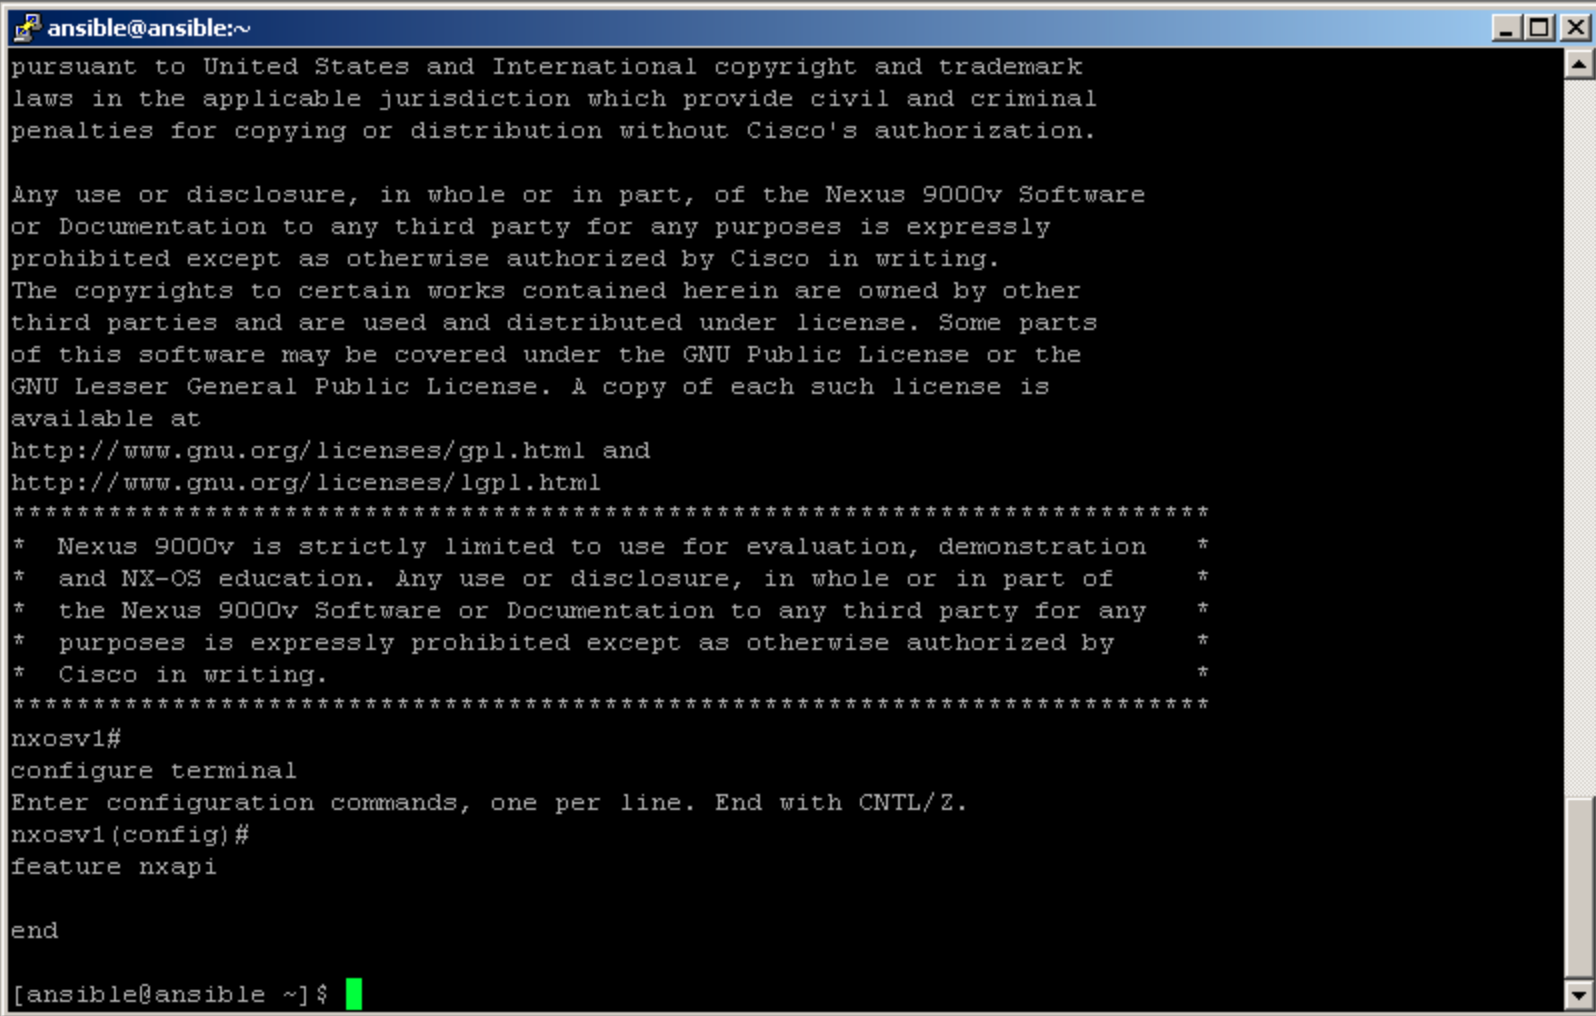 ansible@ansible:~
pursuant to United States and International copyright and trademark
laws in the applicable jurisdiction which provide civil and criminal
penalties for copying or distribution without Cisco's authorization.
Any use or disclosure, in whole or in part, of the Nexus 9000v Software
or Documentation to any third party for any purposes is expressly
prohibited except as otherwise authorized by Cisco in writing.
The copyrights to certain works contained herein are owned by other
third parties and are used and distributed under license. Some parts
of this software may be covered under the GNU Public License or the
GNU Lesser General Public License. A copy of each such license is
available at
http://www.gnu.org/licenses/gpl.html and
http://www.gnu.org/licenses/lgpl.html
***************************************************************************
*  Nexus 9000v is strictly limited to use for evaluation, demonstration   *
*  and NX-OS education. Any use or disclosure, in whole or in part of     *
*  the Nexus 9000v Software or Documentation to any third party for any   *
*  purposes is expressly prohibited except as otherwise authorized by     *
*  Cisco in writing.                                                      *
***************************************************************************
nxosv1#
configure terminal
Enter configuration commands, one per line. End with CNTL/Z.
nxosv1(config)#
feature nxapi
end
[ansible@ansible ~]$